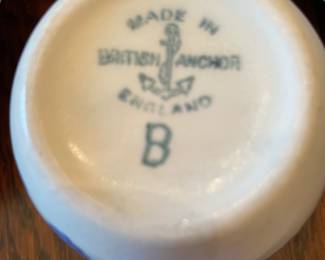 MADE IN
BRITISH ANCHOR
ENGLAND
B